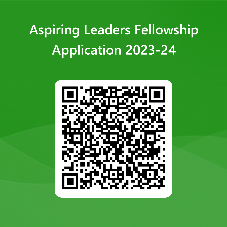 Aspiring Leaders Fellowship
Application 2023-24